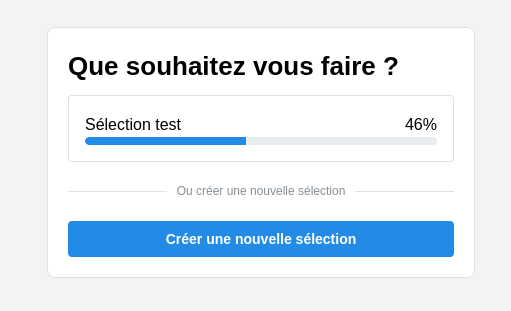 Que souhaitez vous faire ?
Sélection test 46%
Ou créer une nouvelle sélection
Créer une nouvelle sélection